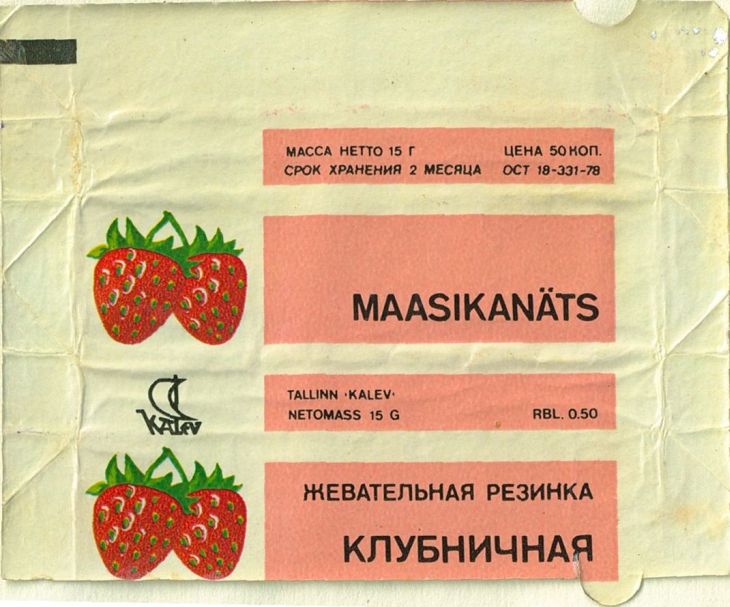 МАССА НЕТТО 15 Г ЦЕНА 50 КОП.
СРОК ХРАНЕНИЯ 2 МЕСЯЦА ОСТ 18-331-78
MAASIKANÄTS
KALEV
TALLINN "KALEV"
NETOMASS 15 G RBL. 0.50
ЖЕВАТЕЛЬНАЯ РЕЗИНКА
КЛУБНИЧНАЯ